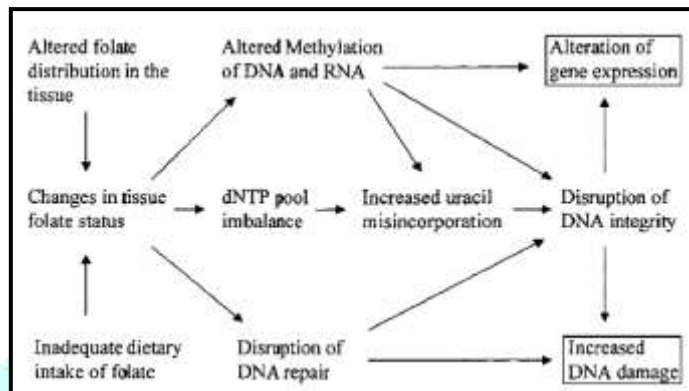 Altered folate
distribution in the
tissue
Altered Methylation
of DNA and RNA
Alteration of
gene expression
Changes in tissue
folate status
dNTP pool
imbalance
Increased uracil
misincorporation
Disruption of
DNA integrity
Inadequate dietary
intake of folate
Disruption of
DNA repair
Increased
DNA damage